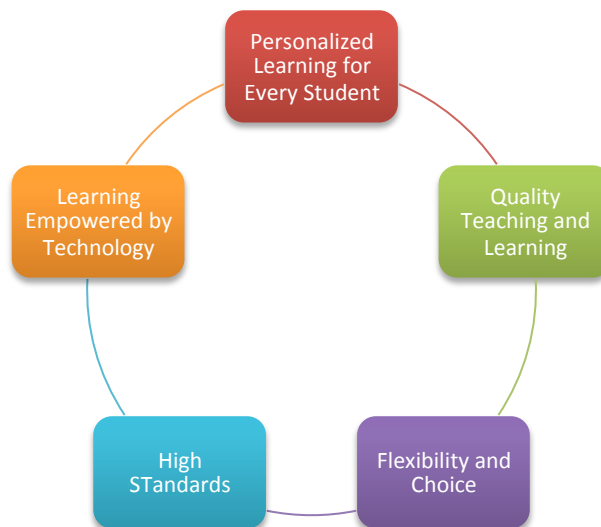 Personalized
Learning for
Every Student
Quality
Teaching and
Learning
Flexibility and
Choice
High
STandards
Learning
Empowered by
Technology